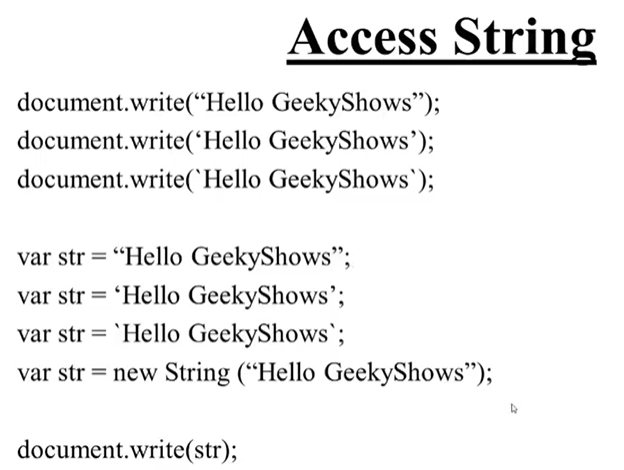 Access String
document.write(“Hello GeekyShows”);
document.write(‘Hello GeekyShows’);
document.write(`Hello GeekyShows`);
var str = “Hello GeekyShows”;
var str = ‘Hello GeekyShows’;
var str = `Hello GeekyShows`;
var str = new String (“Hello GeekyShows”);
document.write(str);